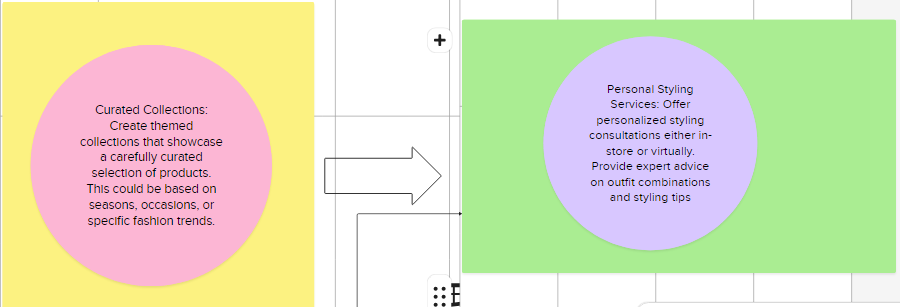 Curated Collections:
Create themed
collections that showcase
a carefully curated
selection of products.
This could be based on
seasons, occasions, or
specific fashion trends.
Personal Styling
Services: Offer
personalized styling
consultations either in-
store or virtually.
Provide expert advice
on outfit combinations
and styling tips